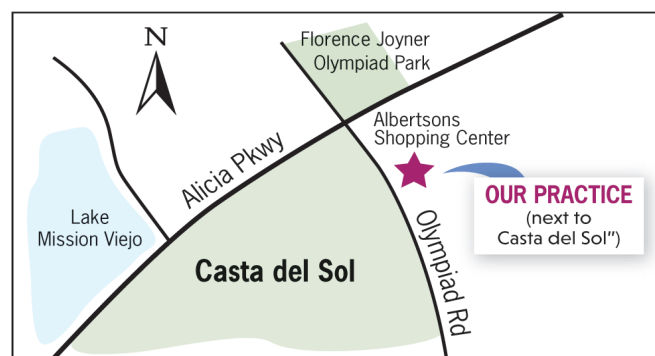 N
Florence Joyner
Olympiad Park
Albertsons
Shopping Center
Alicia Pkwy
OUR PRACTICE
(next to
Casta del Sol”)
Lake
Mission Viejo
Casta del Sol
Olympiad Rd